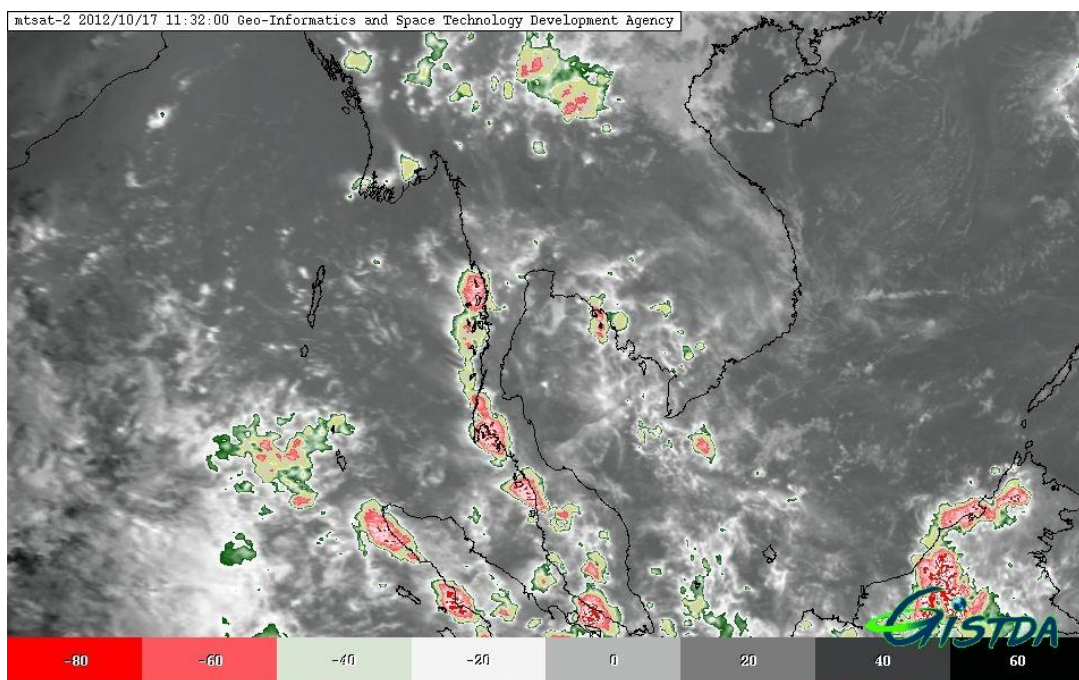 mtsat-2 2012/10/17 11:32:00 Geo-Informatics and Space Technology Development Agency
GISTDA
-80 -60 -40 -20 0 20 40 60